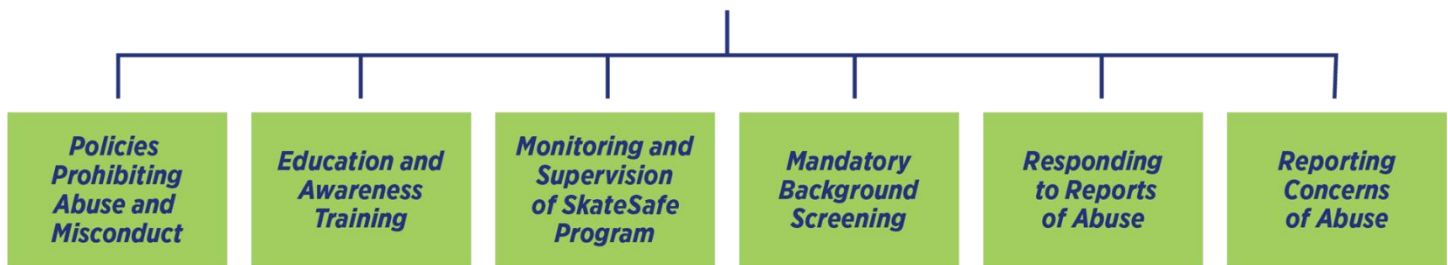 Policies
Prohibiting
Abuse and
Misconduct
Education and
Awareness
Training
Monitoring and
Supervision
of SkateSafe
Program
Mandatory
Background
Screening
Responding
to Reports
of Abuse
Reporting
Concerns
of Abuse